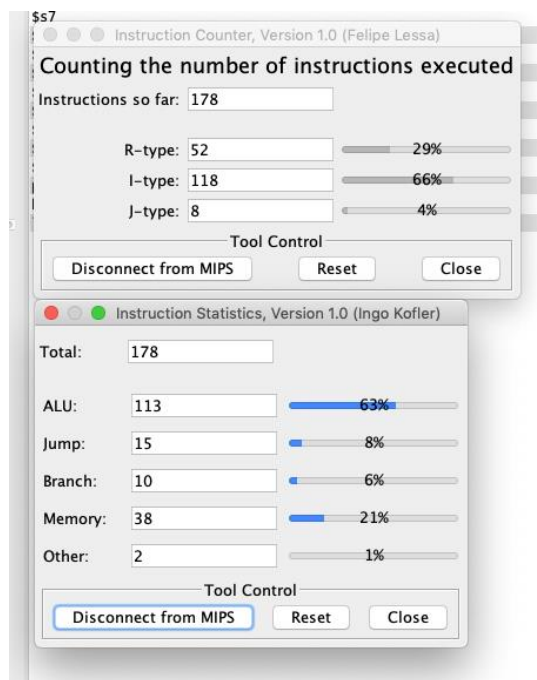 $s7
Instruction Counter, Version 1.0 (Felipe Lessa)
Counting the number of instructions executed
Instructions so far: 178
R-type: 52 29%
I-type: 118 66%
J-type: 8 4%
Tool Control
Disconnect from MIPS Reset Close
Instruction Statistics, Version 1.0 (Ingo Kofler)
Total: 178
ALU: 113 63%
Jump: 15 8%
Branch: 10 6%
Memory: 38 21%
Other: 2 1%
Tool Control
Disconnect from MIPS Reset Close